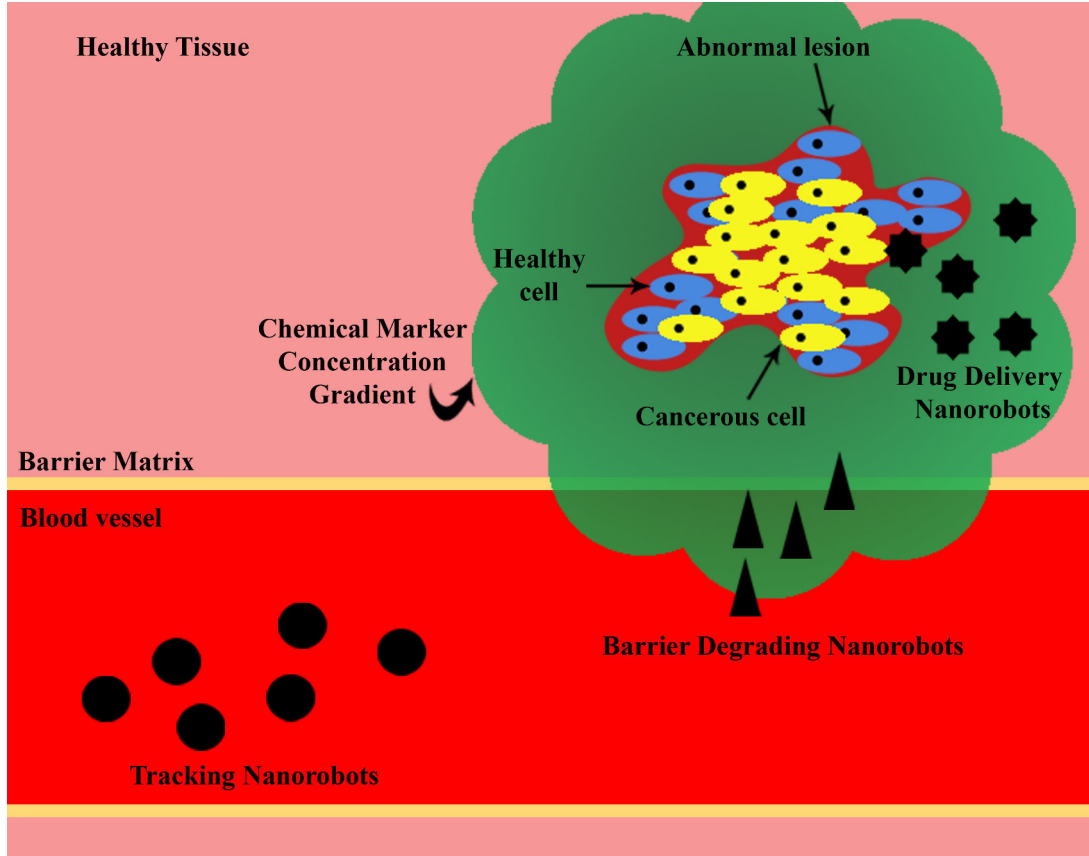 Healthy Tissue
Abnormal lesion
Healthy
cell
Chemical Marker
Concentration
Gradient
Drug Delivery
Nanorobots
Cancerous cell
Barrier Matrix
Blood vessel
Barrier Degrading Nanorobots
Tracking Nanorobots